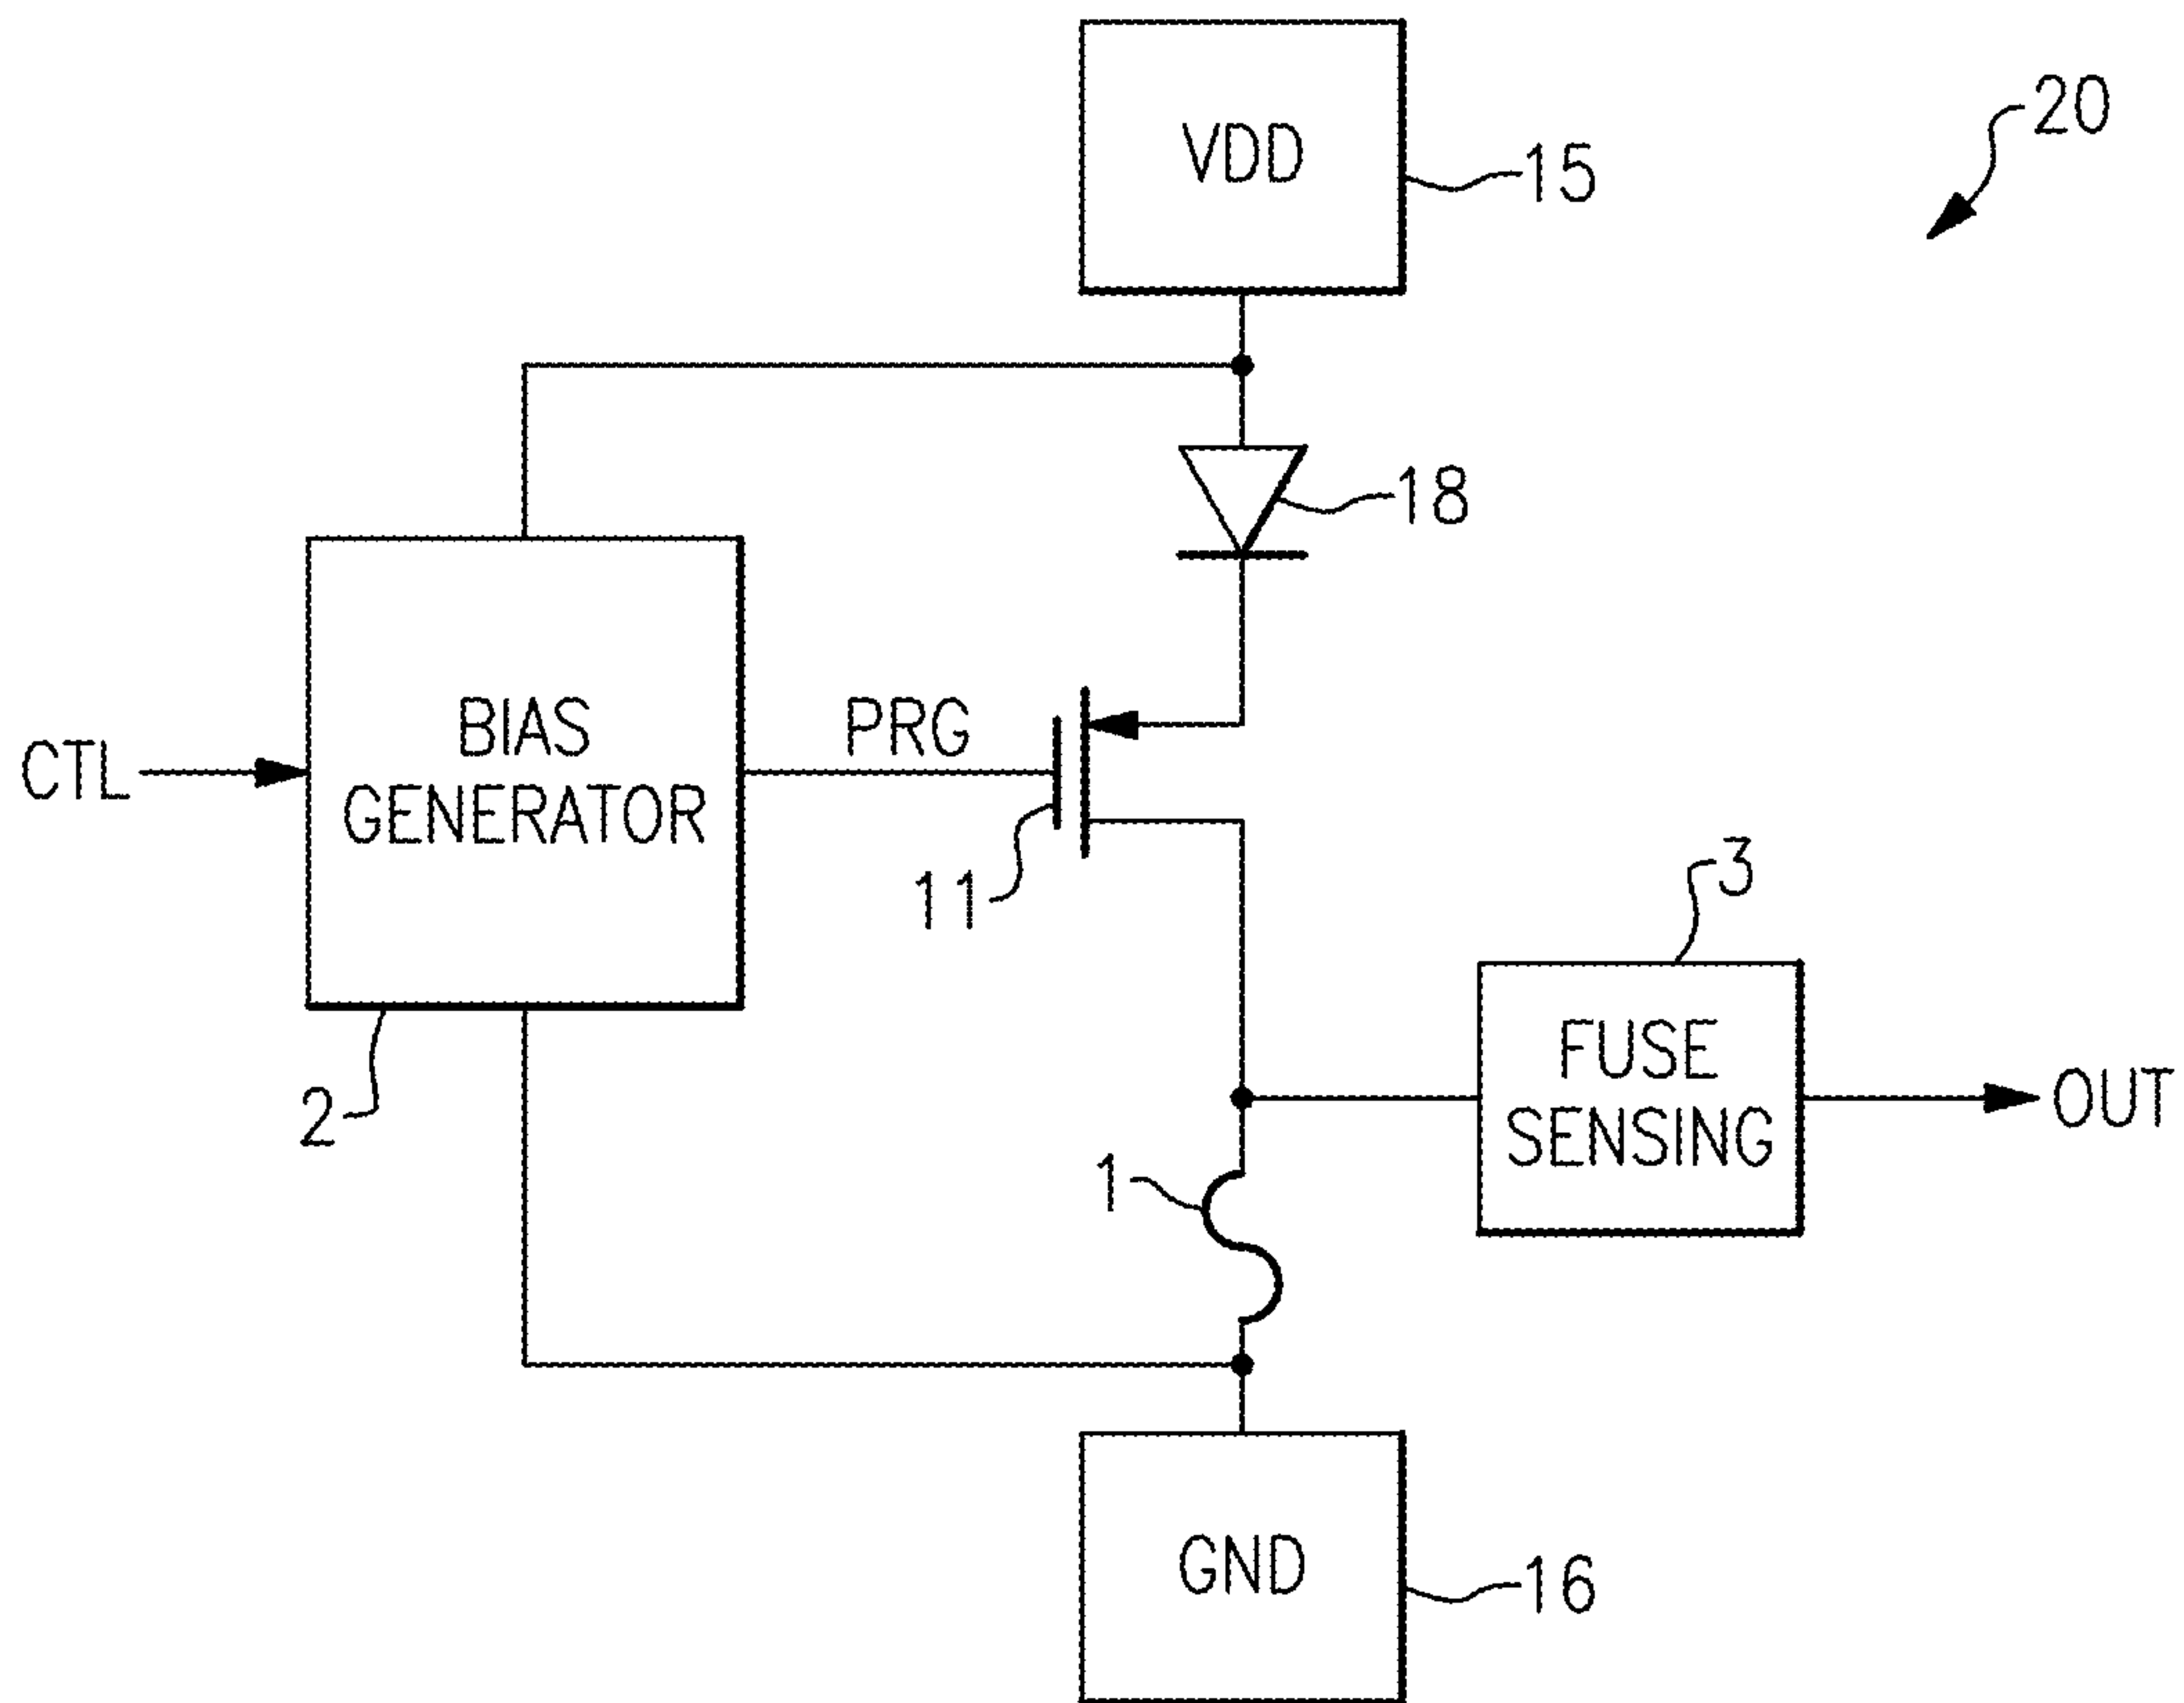 VDD
15
20
18
BIAS
GENERATOR
PRG
CTL
11
3
FUSE
SENSING
OUT
2
1
GND
16